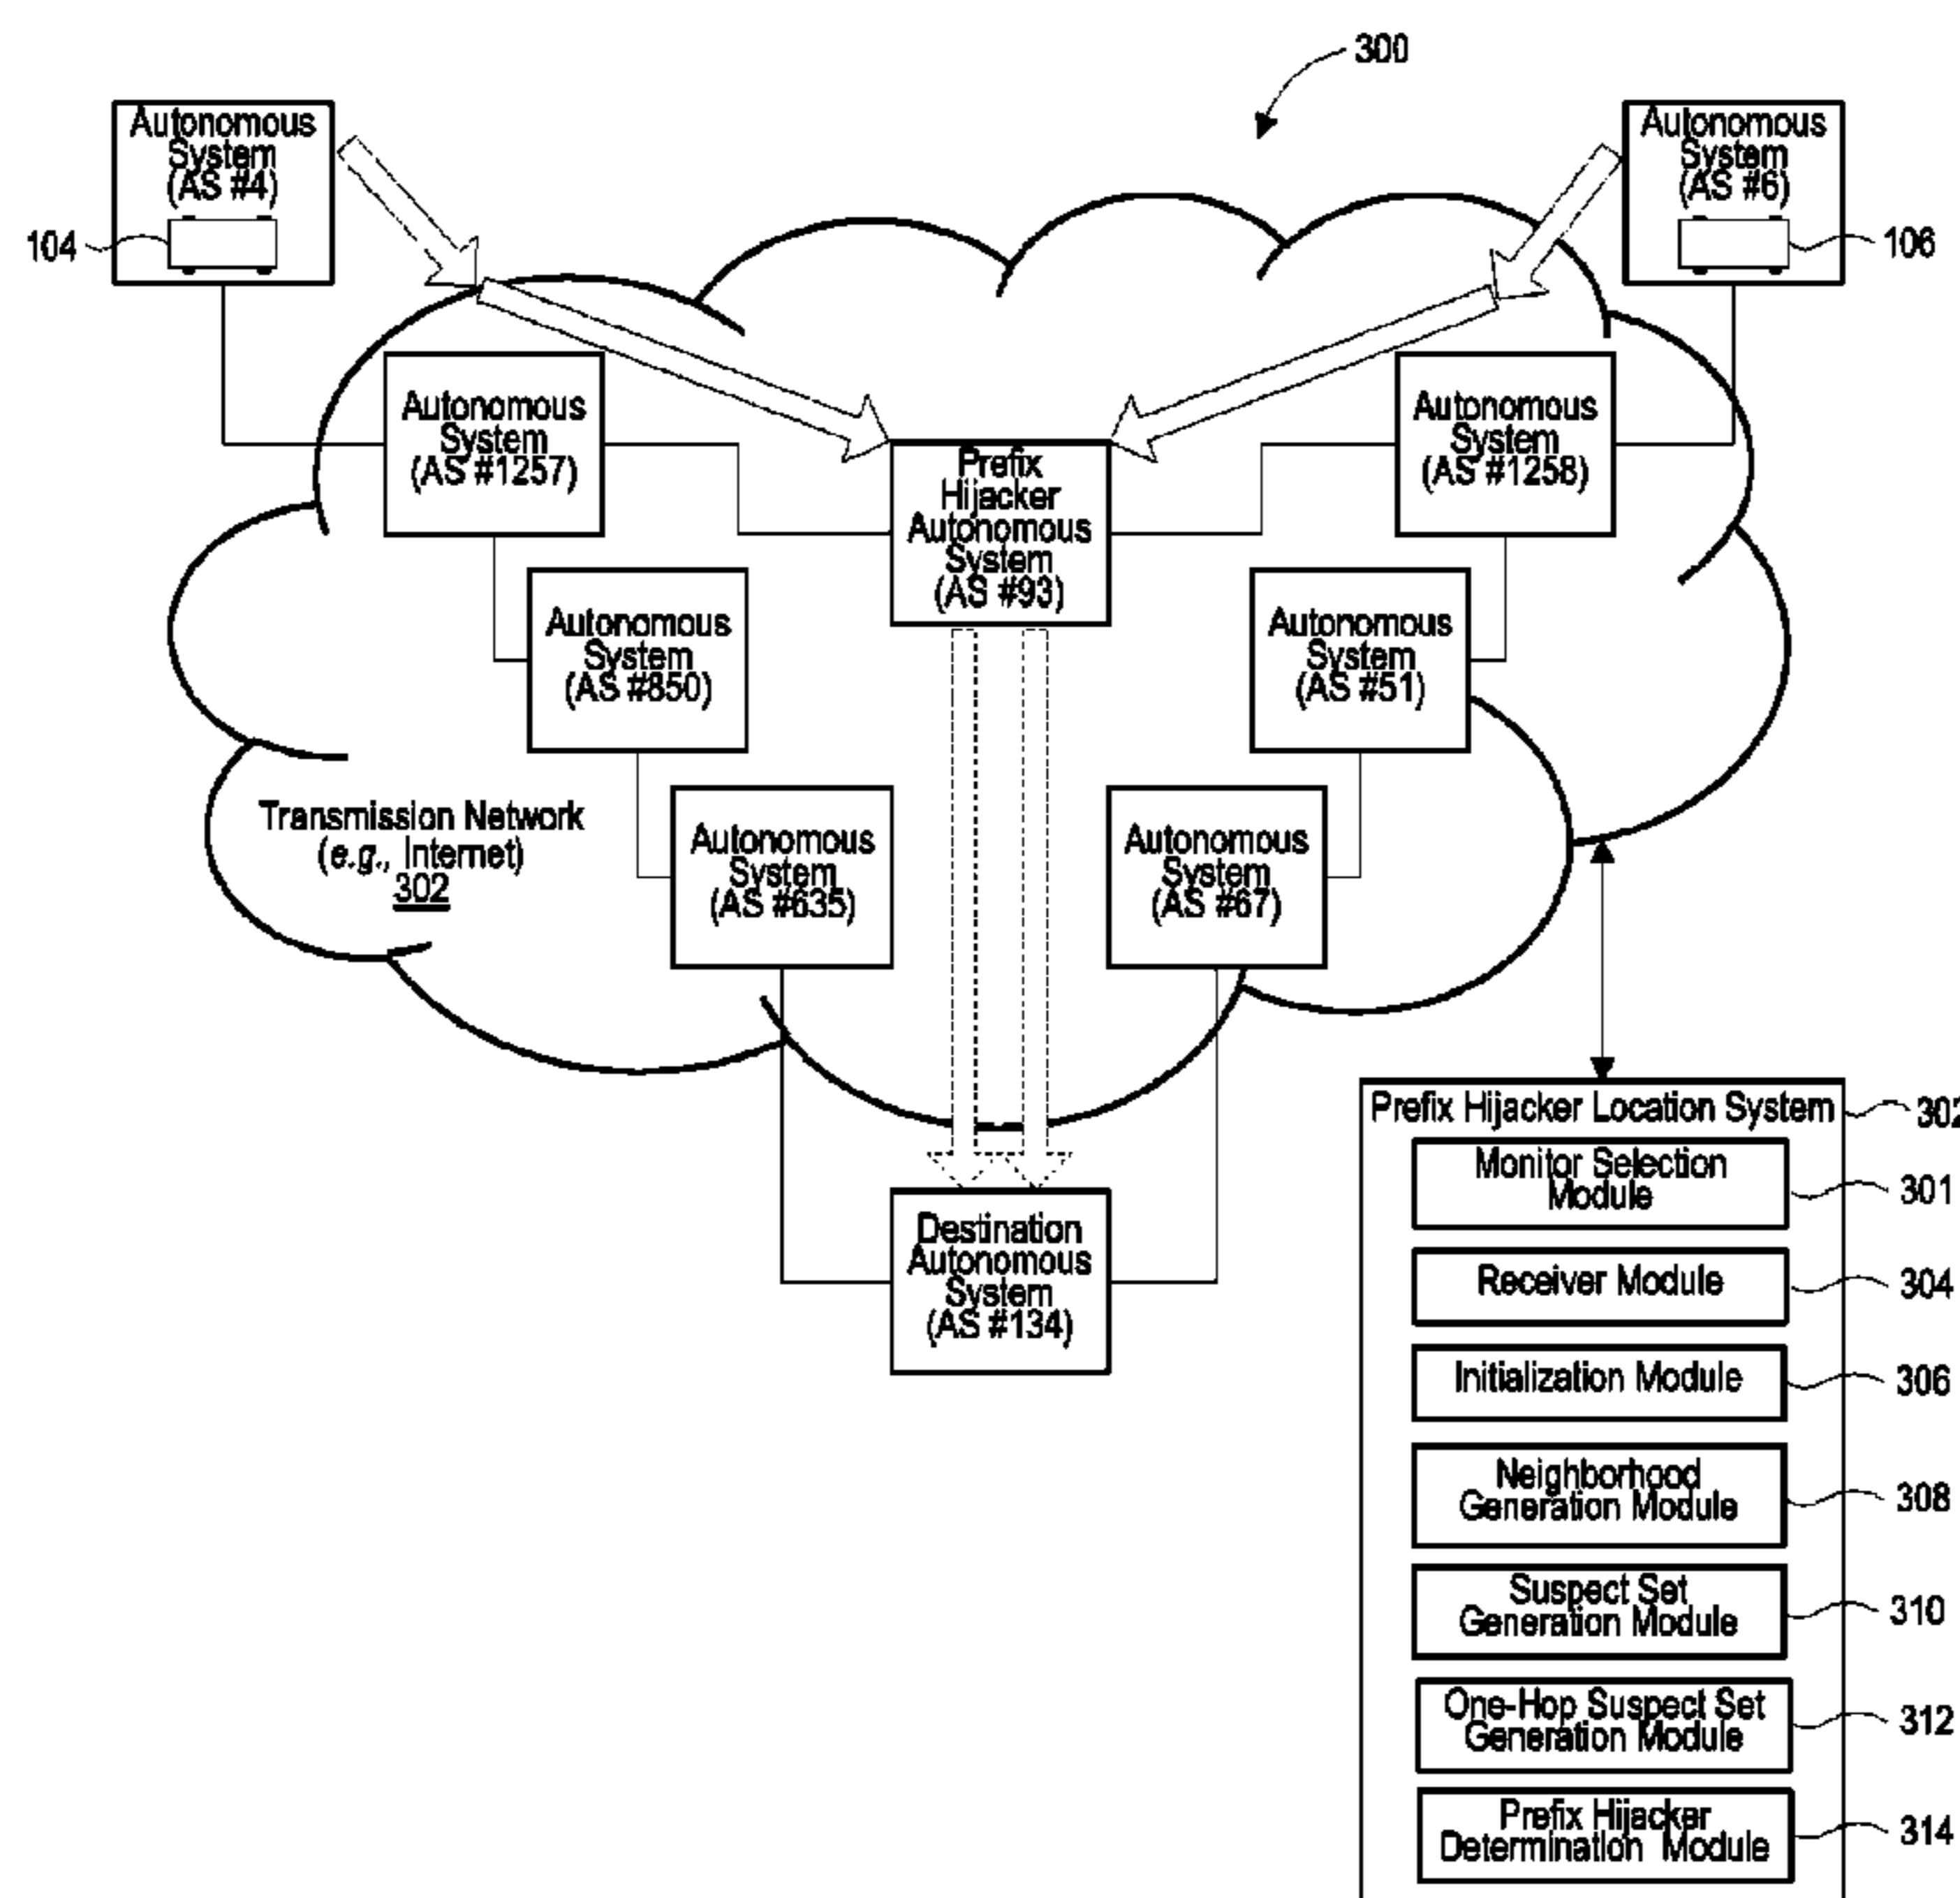 300
Autonomous
System
(AS #4)
104
Autonomous
System
(AS #6)
106
Autonomous
System
(AS #1257)
Prefix
Hijacker
Autonomous
System
(AS #93)
Autonomous
System
(AS #1258)
Autonomous
System
(AS #850)
Autonomous
System
(AS #51)
Transmission Network
(e.g., Internet)
302
Autonomous
System
(AS #635)
Autonomous
System
(AS #67)
Destination
Autonomous
System
(AS #134)
Prefix Hijacker Location System
302
Monitor Selection
Module
301
Receiver Module
304
Initialization Module
306
Neighborhood
Generation Module
308
Suspect Set
Generation Module
310
One-Hop Suspect Set
Generation Module
312
Prefix Hijacker
Determination Module
314